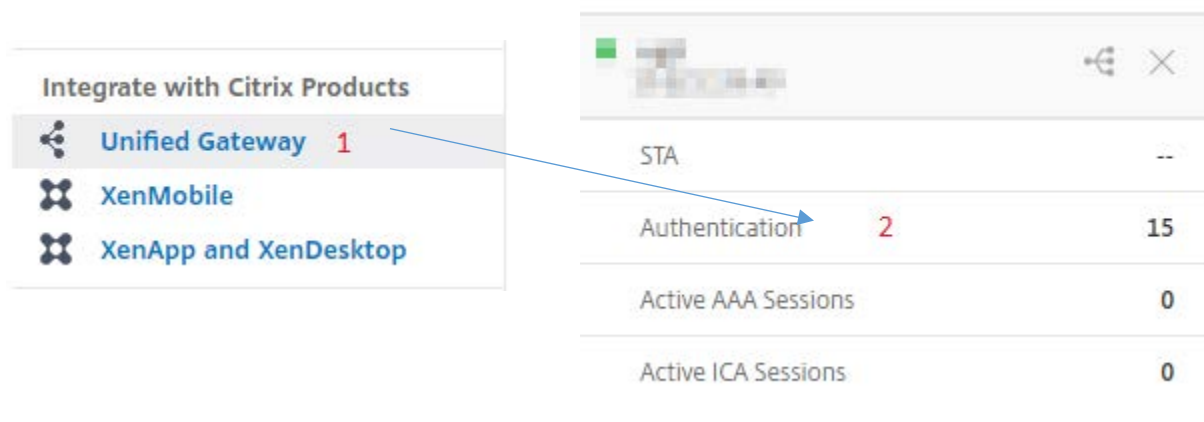 Integrate with Citrix Products
Unified Gateway 1
XenMobile
XenApp and XenDesktop
STA --
Authentication 2 15
Active AAA Sessions 0
Active ICA Sessions 0